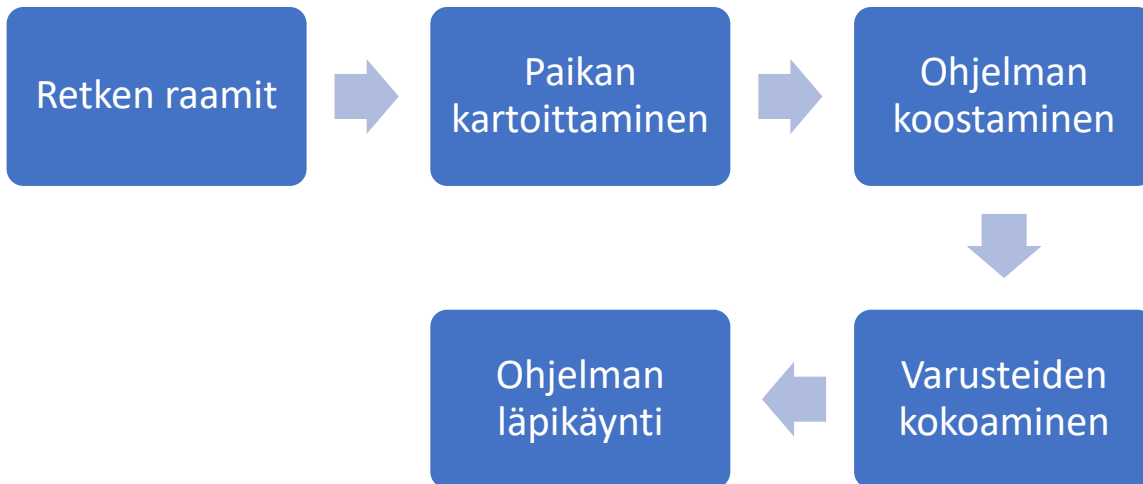 Retken raamit
Paikan
kartoittaminen
Ohjelman
koostaminen
Varusteiden
kokoaminen
Ohjelman
läpikäynti